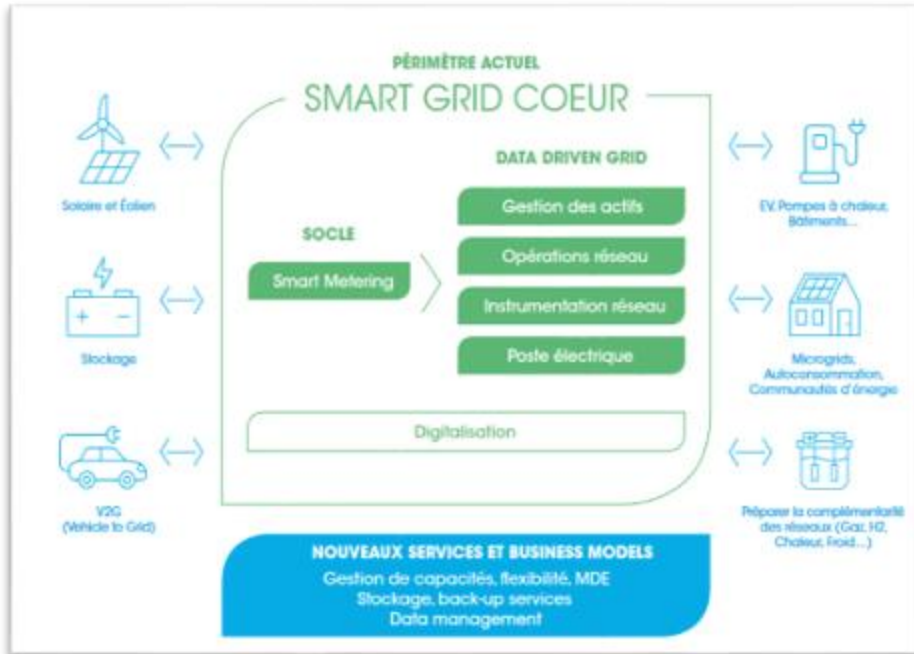 PÉRIMÈTRE ACTUEL
SMART GRID COEUR
DATA DRIVEN GRID
Solaire et Éolien
Stockage
V2G
(Vehicle to Grid)
SOCLE
Smart Metering
Gestion des actifs
Opérations réseau
Instrumentation réseau
Poste électrique
Digitalisation
EV, Pompes à chaleur,
Bâtiments...
Microgrids,
Autoconsommation,
Communautés d'énergie
Préparer la complémentarité
des réseaux (Gaz, H2,
Chaleur, Froid...)
NOUVEAUX SERVICES ET BUSINESS MODELS
Gestion de capacités, flexibilité, MDE
Stockage, back-up services
Data management